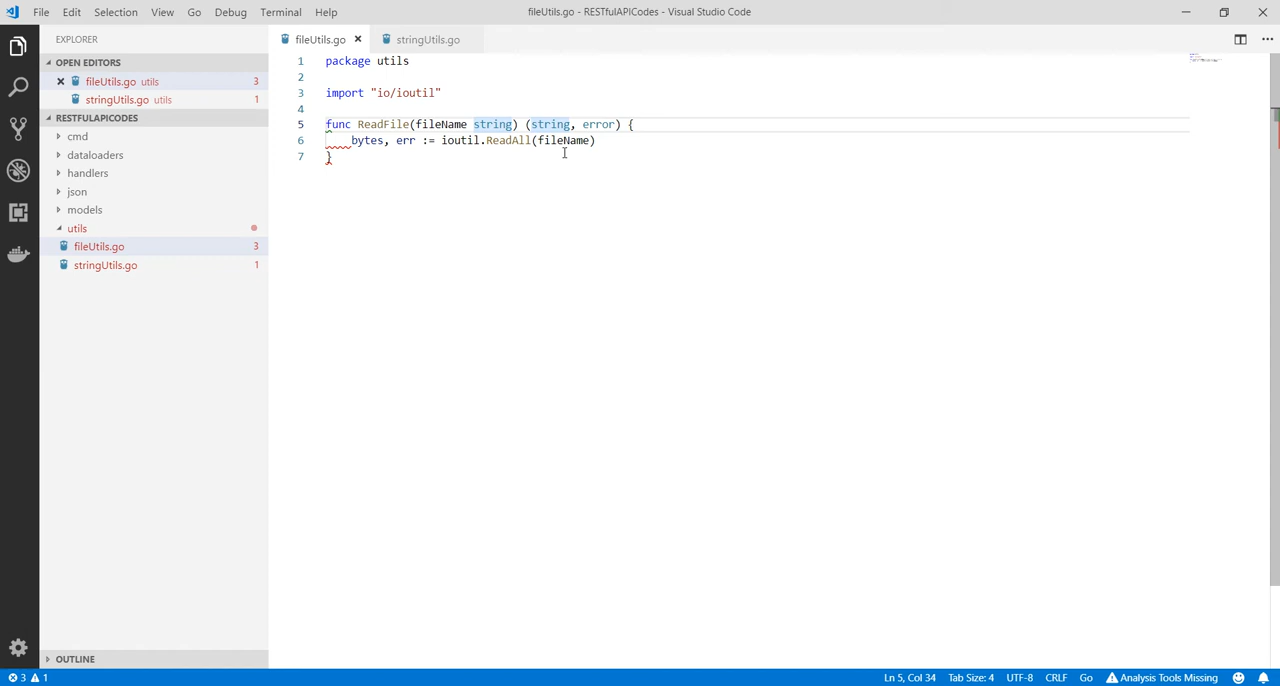 File Edit Selection View Go Debug Terminal Help
fileUtils.go - RESTfulAPICodes - Visual Studio Code
EXPLORER
OPEN EDITORS
fileUtils.go utils 3
stringUtils.go utils 1
RESTFULAPICODES
cmd
dataloaders
handlers
json
models
utils
fileUtils.go 3
stringUtils.go 1
OUTLINE
fileUtils.go
stringUtils.go
1 package utils
2
3 import "io/ioutil"
4
5 func ReadFile(fileName string) (string, error) {
6 bytes, err := ioutil.ReadAll(fileName)
7 }
3 1
Ln 5, Col 34 Tab Size: 4 UTF-8 CRLF Go Analysis Tools Missing